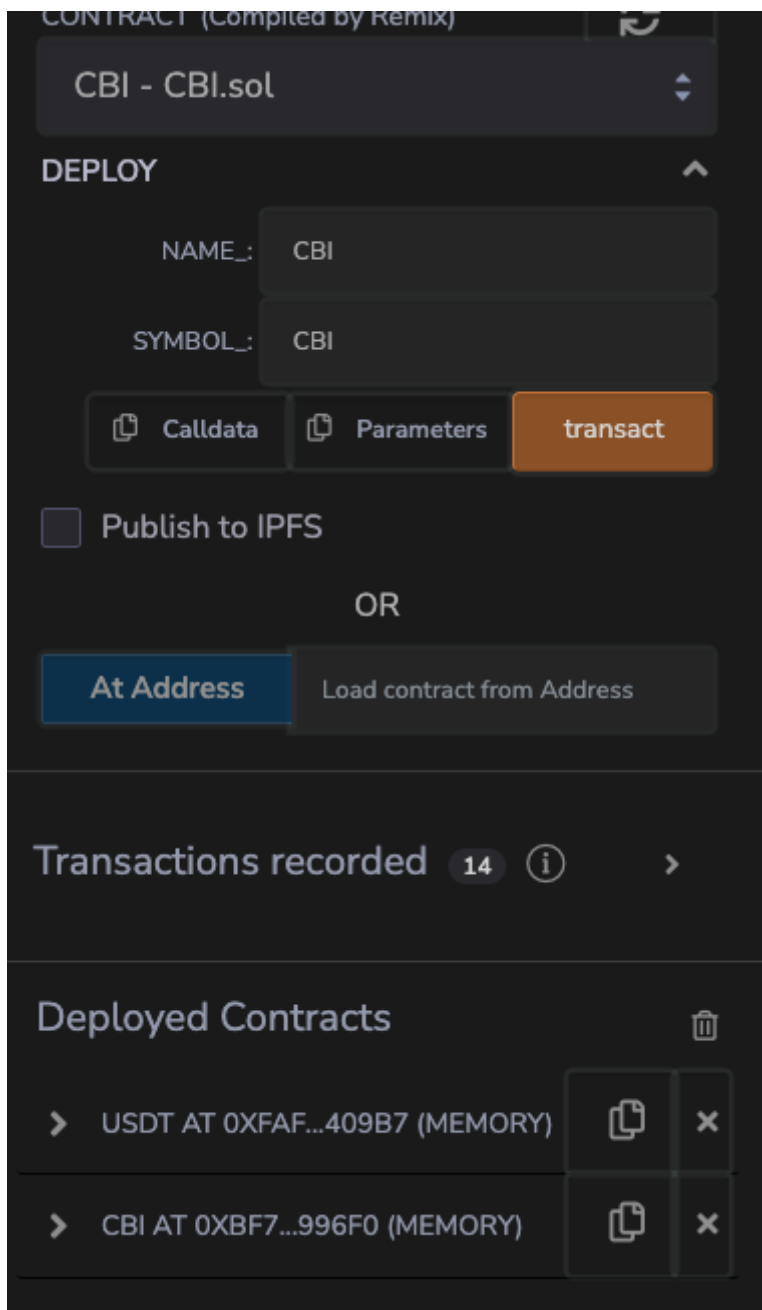 CONTRACT (Compiled by Remix)
CBI - CBI.sol
DEPLOY
NAME_: CBI
SYMBOL_: CBI
Calldata Parameters transact
Publish to IPFS
OR
At Address Load contract from Address
Transactions recorded 14 i
Deployed Contracts
USDT AT 0XFAF...409B7 (MEMORY)
CBI AT 0XBF7...996F0 (MEMORY)